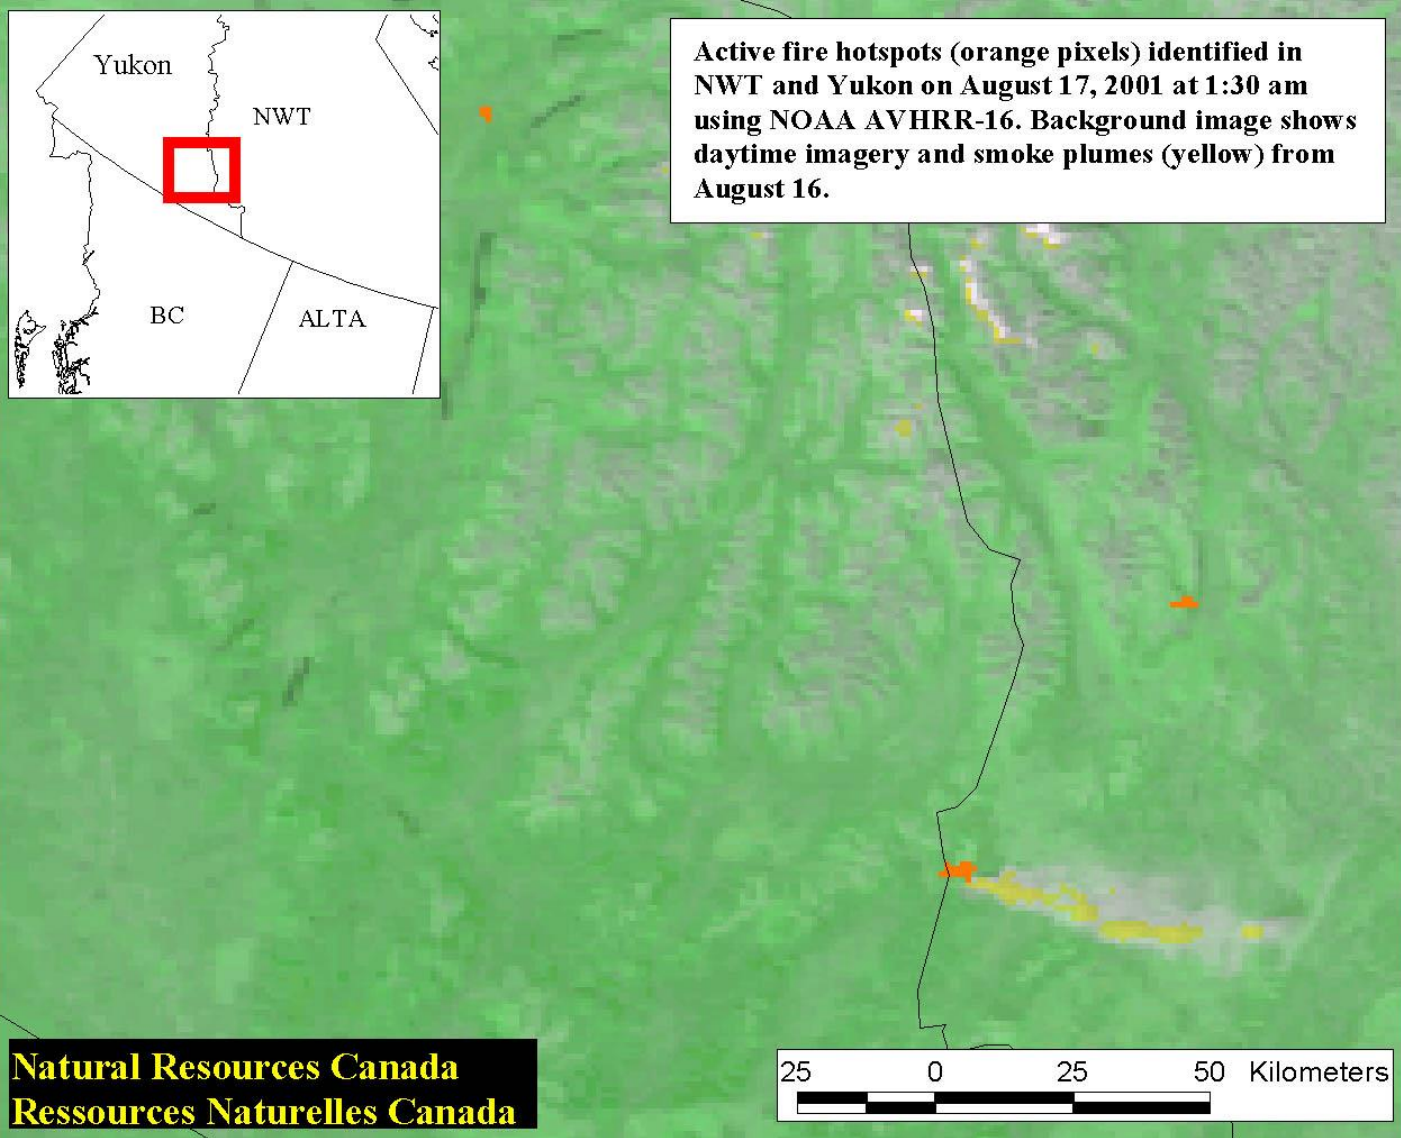 Yukon
NWT
BC
ALTA
Active fire hotspots (orange pixels) identified in
NWT and Yukon on August 17, 2001 at 1:30 am
using NOAA AVHRR-16. Background image shows
daytime imagery and smoke plumes (yellow) from
August 16.
Natural Resources Canada
Ressources Naturelles Canada
25 0 25 50 Kilometers